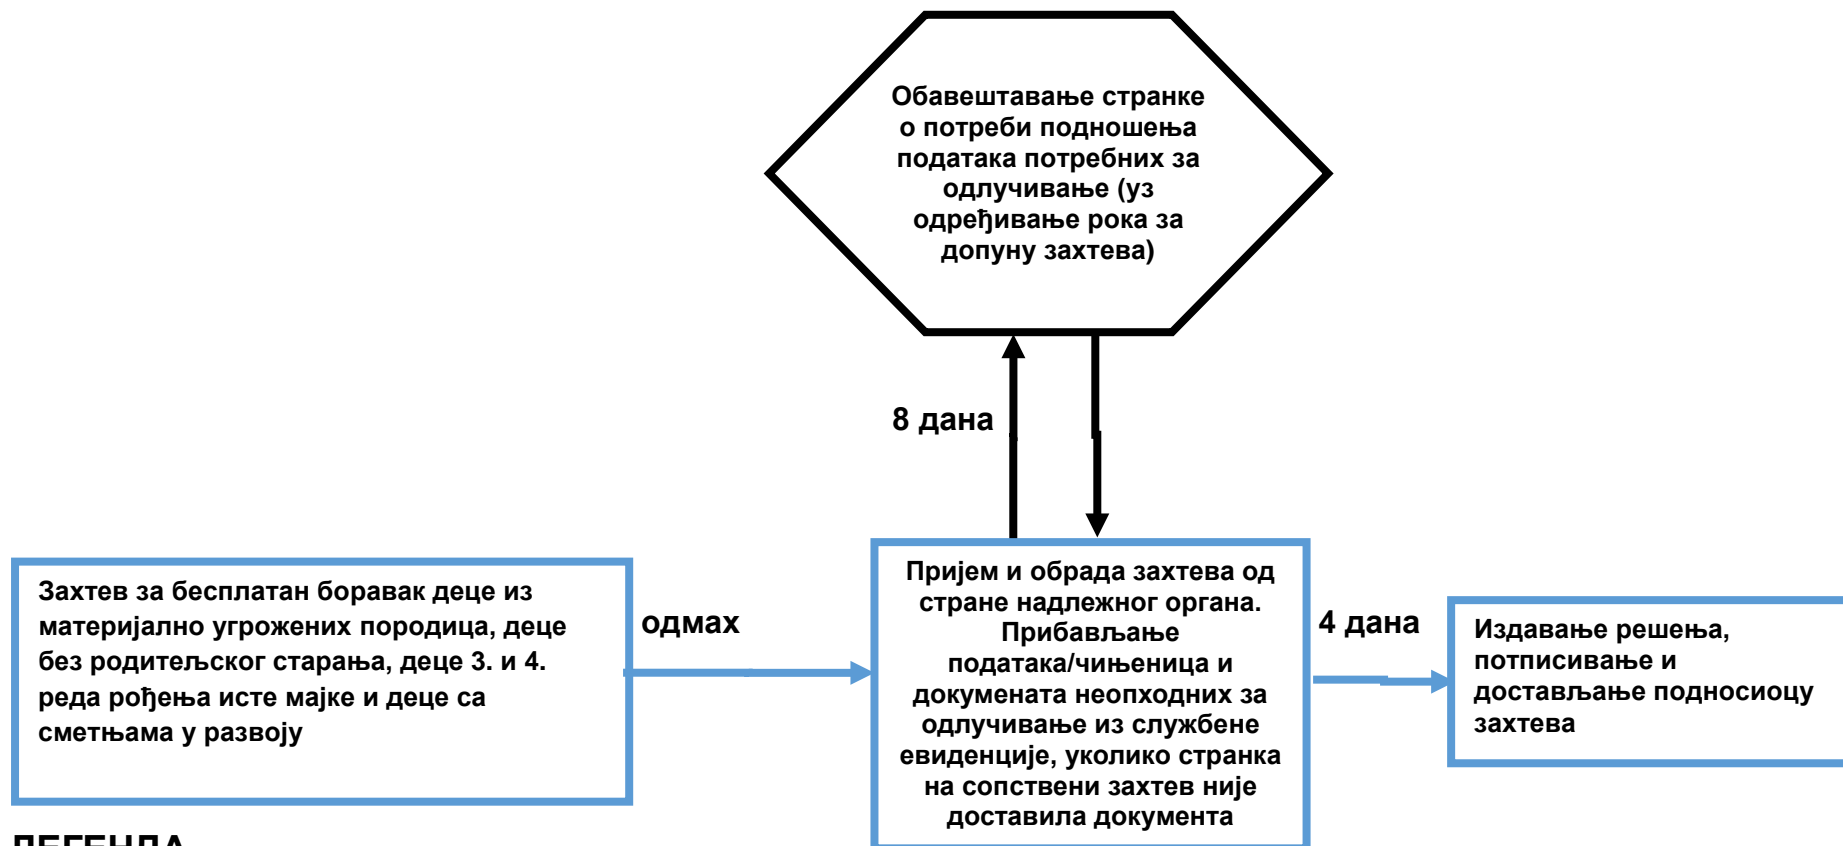 Обавештавање странке
о потреби подношења
података потребних за
одлучивање (уз
одређивање рока за
допуну захтева)
8 дана
Захтев за бесплатан боравак деце из
материјално угрожених породица, деце
без родитељског старања, деце 3. и 4.
реда рођења исте мајке и деце са
сметњама у развоју
одмах
Пријем и обрада захтева од
стране надлежног органа.
Прибављање
података/чињеница и
докумената неопходних за
одлучивање из службене
евиденције, уколико странка
на сопствени захтев није
доставила документа
4 дана
Издавање решења,
потписивање и
достављање подносиоцу
захтева
ЛЕГЕНДА